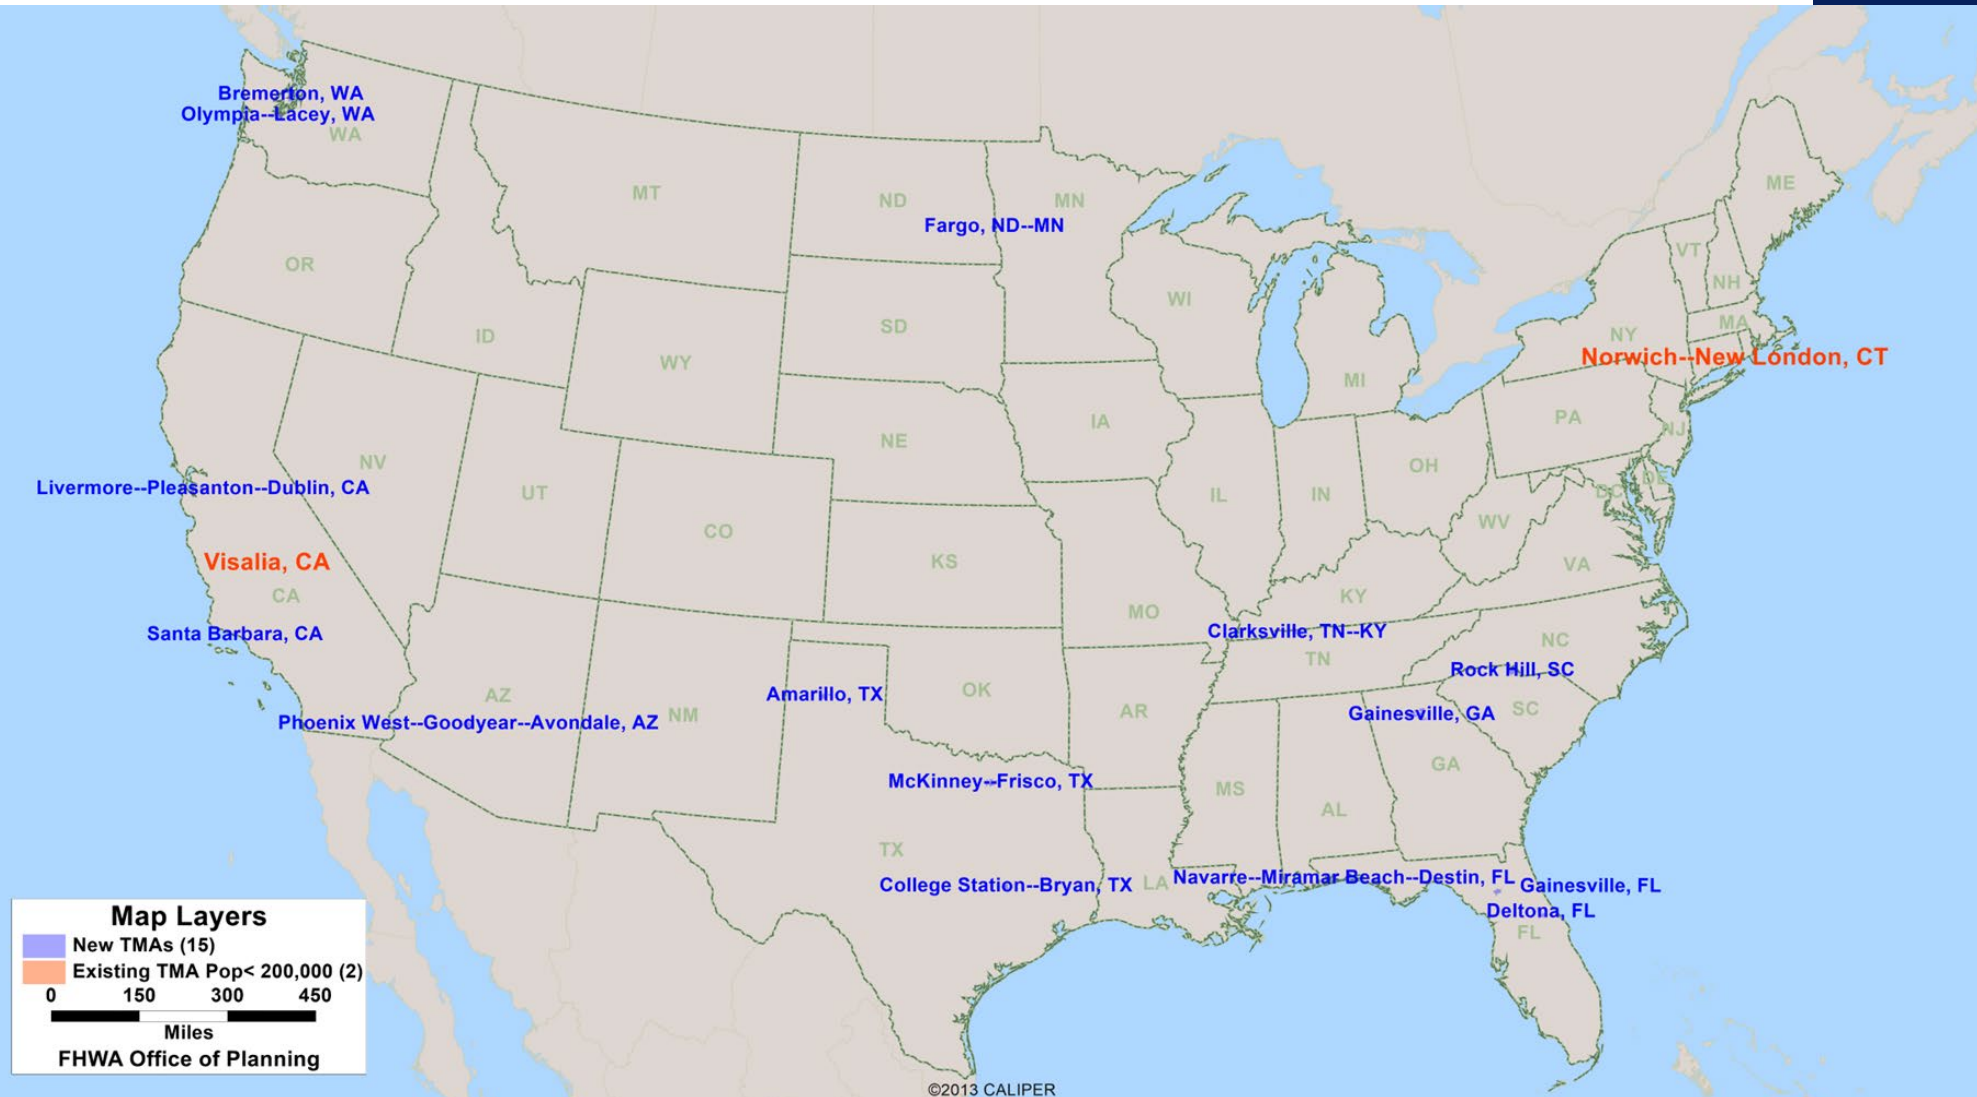 Bremerton, WA
Olympia--Lacey, WA
WA
MT
ND
MN
Fargo, ND--MN
ME
VT
NH
OR
ID
WY
SD
WI
MI
NY
MA
Norwich--New London, CT
NV
UT
CO
NE
IA
IL
IN
OH
PA
NJ
DE
DC
WV
VA
Livermore--Pleasanton--Dublin, CA
Visalia, CA
CA
Santa Barbara, CA
KS
MO
KY
Clarksville, TN--KY
TN
NC
Rock Hill, SC
AZ
Phoenix West--Goodyear--Avondale, AZ
NM
Amarillo, TX
OK
AR
Gainesville, GA
SC
McKinney--Frisco, TX
MS
AL
GA
TX
College Station--Bryan, TX
LA
Navarre--Miramar Beach--Destin, FL
Gainesville, FL
Deltona, FL
FL
Map Layers
New TMAs (15)
Existing TMA Pop< 200,000 (2)
0 150 300 450
Miles
FHWA Office of Planning
©2013 CALIPER